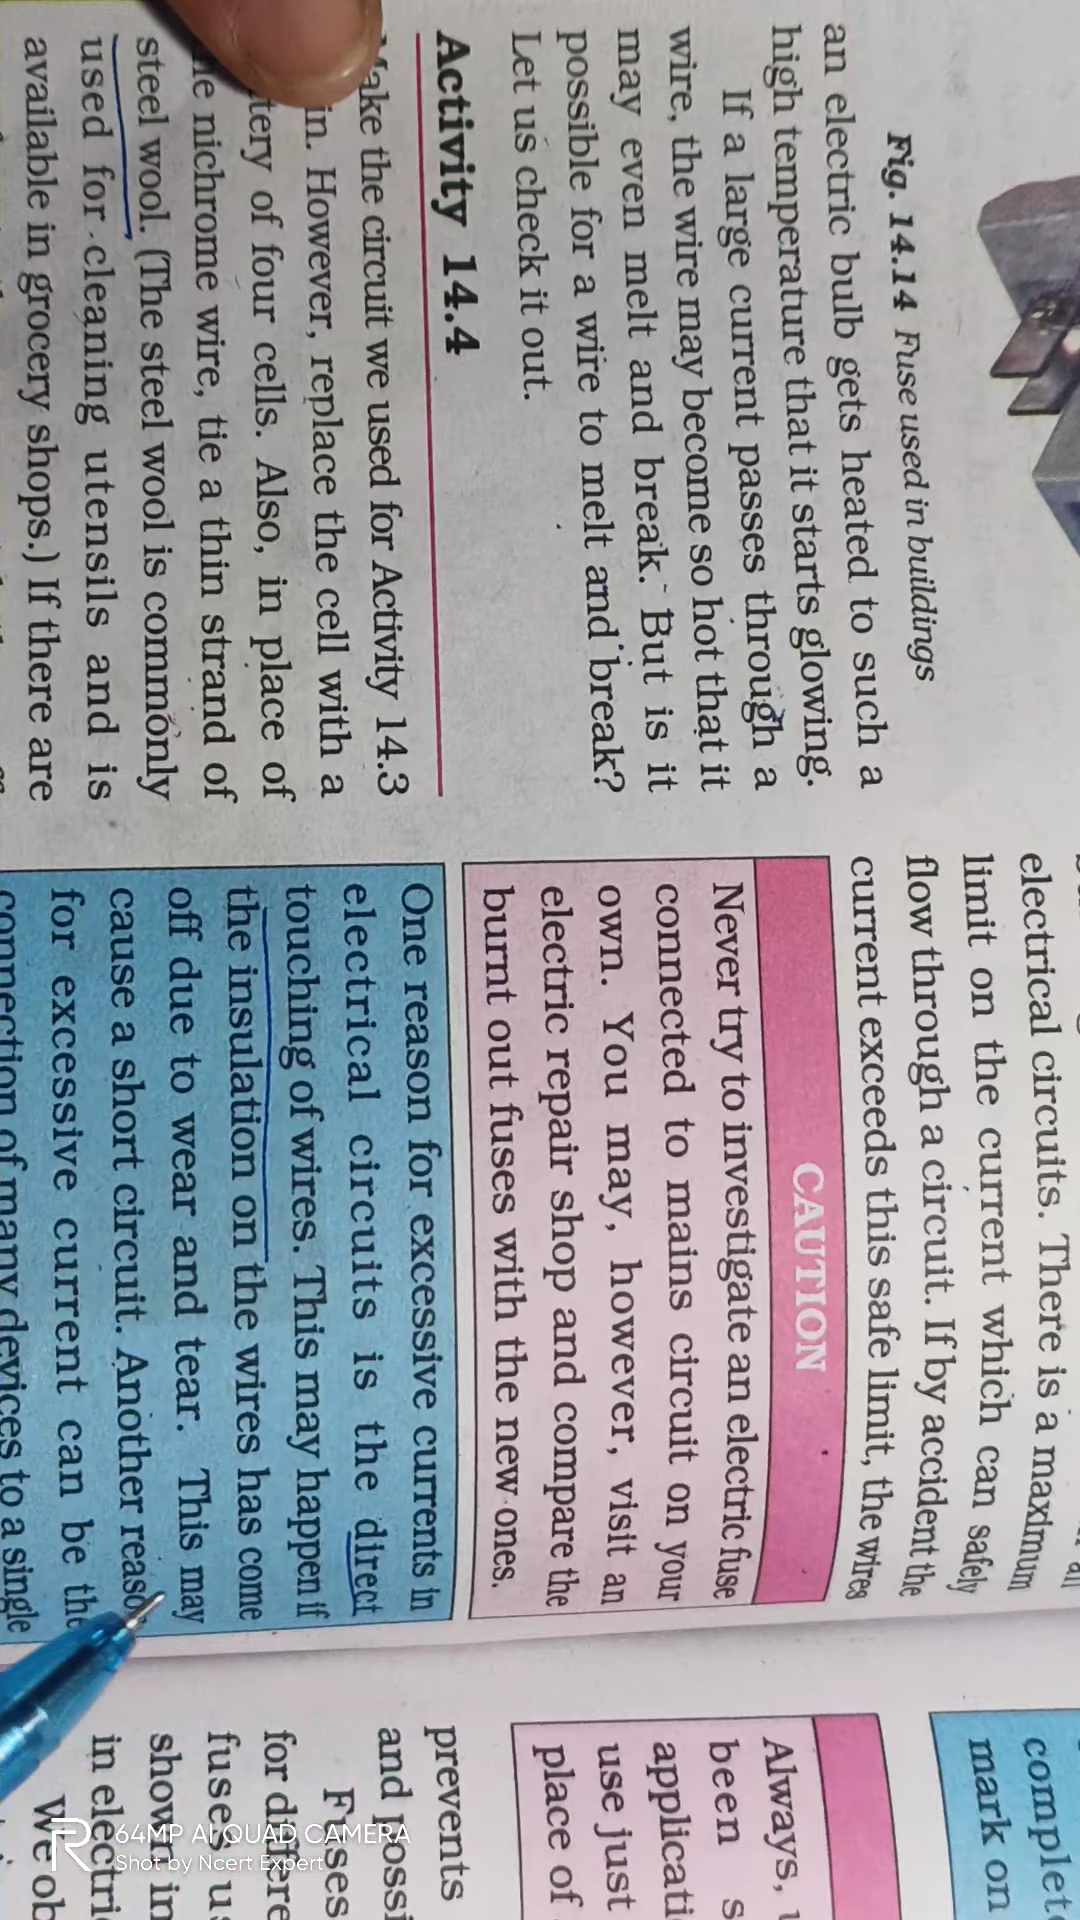 Fig. 14.14 Fuse used in buildings
an electric bulb gets heated to such a
high temperature that it starts glowing.
If a large current passes through a
wire, the wire may become so hot that it
may even melt and break. But is it
possible for a wire to melt and break?
Let us check it out.
Activity 14.4
Make the circuit we used for Activity 14.3
in. However, replace the cell with a
of four cells. Also, in place of
nichrome wire, tie a thin strand of
steel wool. (The steel wool is commonly
used for cleaning utensils and is
available in grocery shops.) If there are
electrical circuits. There is a maximum
limit on the current which can safely
flow through a circuit. If by accident the
current exceeds this safe limit, the wires
CAUTION
Never try to investigate an electric fuse
connected to mains circuit on your
own. You may, however, visit an
electric repair shop and compare the
burnt out fuses with the new ones.
One reason for excessive currents in
electrical circuits is the direct
touching of wires. This may happen if
the insulation on the wires has come
off due to wear and tear. This may
cause a short circuit. Another
for excessive current can be the
connection of many devices to a single
mark on
Always,
been
use just
place of
prevents
and
in
64MP AI QUAD CAMERA
Shot by Ncert Expert